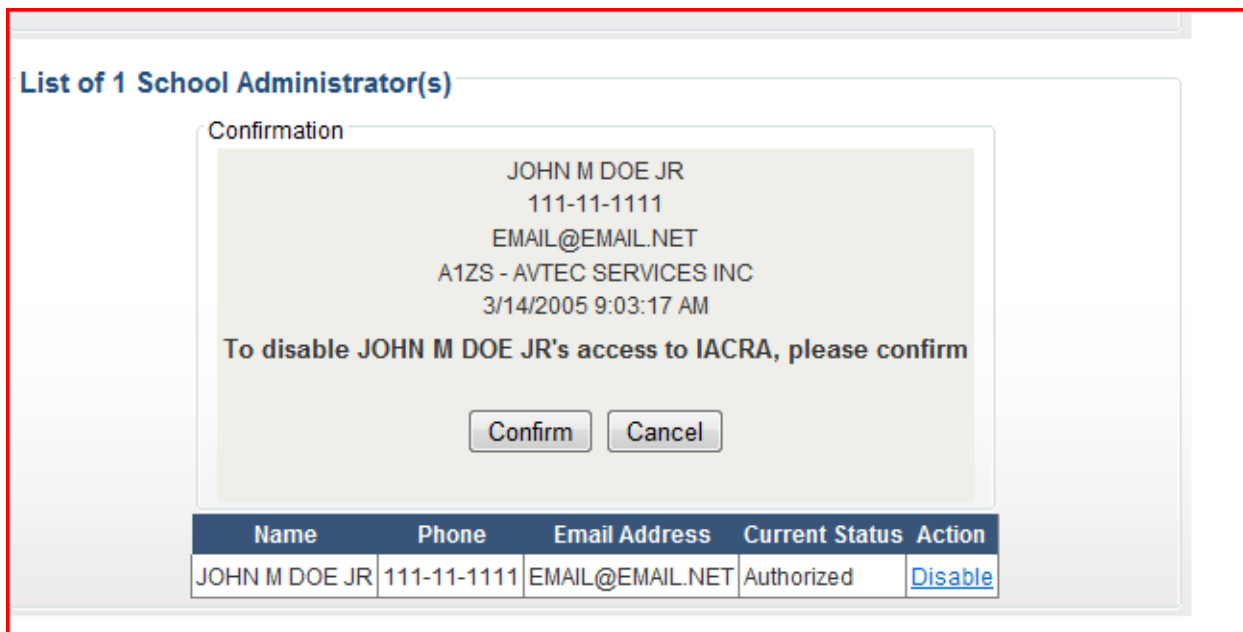 List of 1 School Administrator(s)
Confirmation
JOHN M DOE JR
111-11-1111
EMAIL@EMAIL.NET
A1ZS - AVTEC SERVICES INC
3/14/2005 9:03:17 AM
To disable JOHN M DOE JR's access to IACRA, please confirm
Confirm Cancel
Name Phone Email Address Current Status Action
JOHN M DOE JR 111-11-1111 EMAIL@EMAIL.NET Authorized Disable